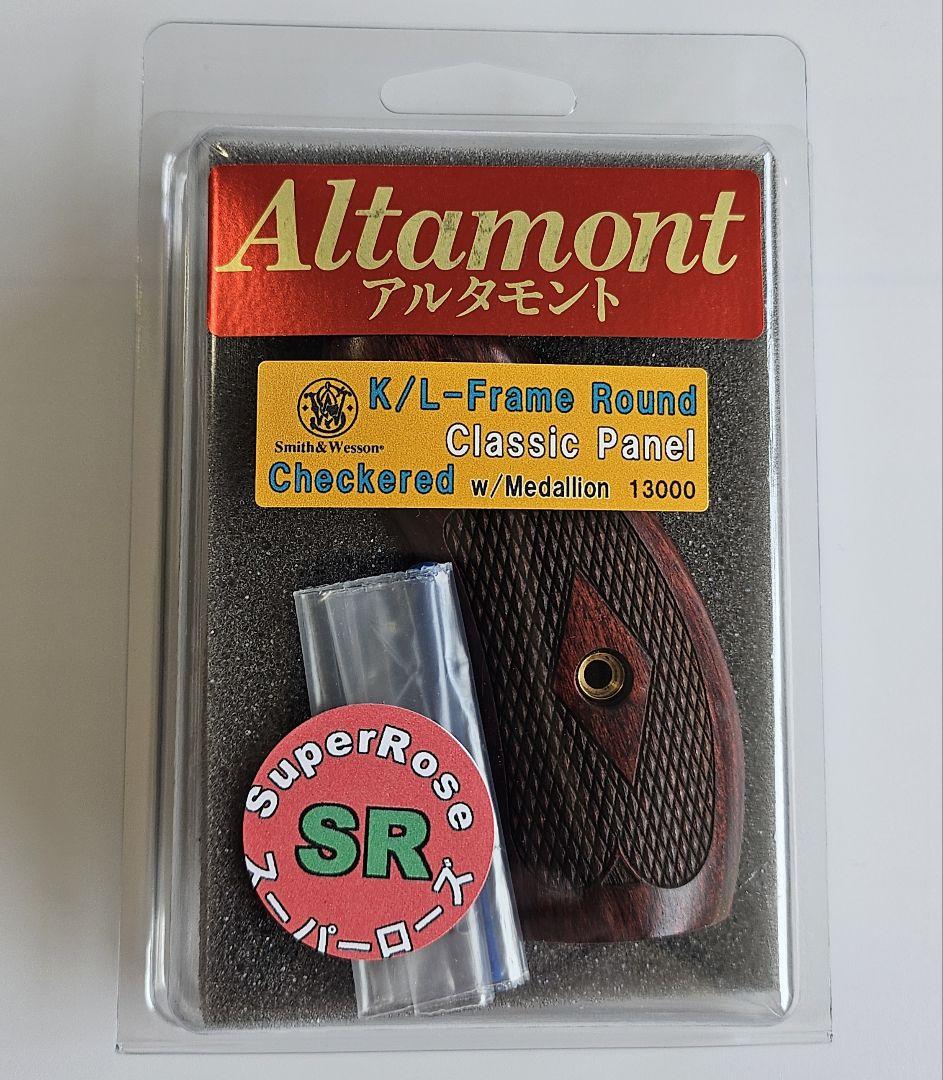 Altamont
アルタモント
K/L-Frame Round
Smith & Wesson®
Classic Panel
Checkered w/Medallion 13000
SuperRose
SR
スーパーローズ